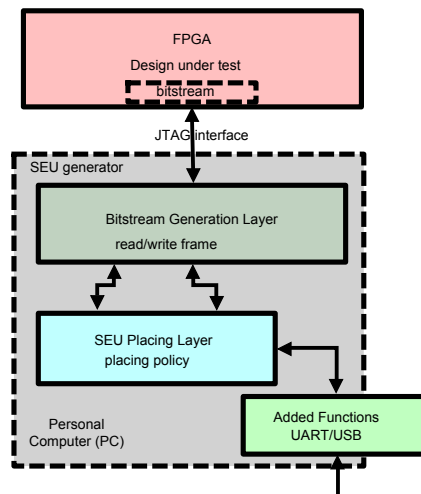 FPGA
Design under test
bitstream
JTAG interface
SEU generator
Bitstream Generation Layer
read/write frame
SEU Placing Layer
placing policy
Personal
Computer (PC)
Added Functions
UART/USB